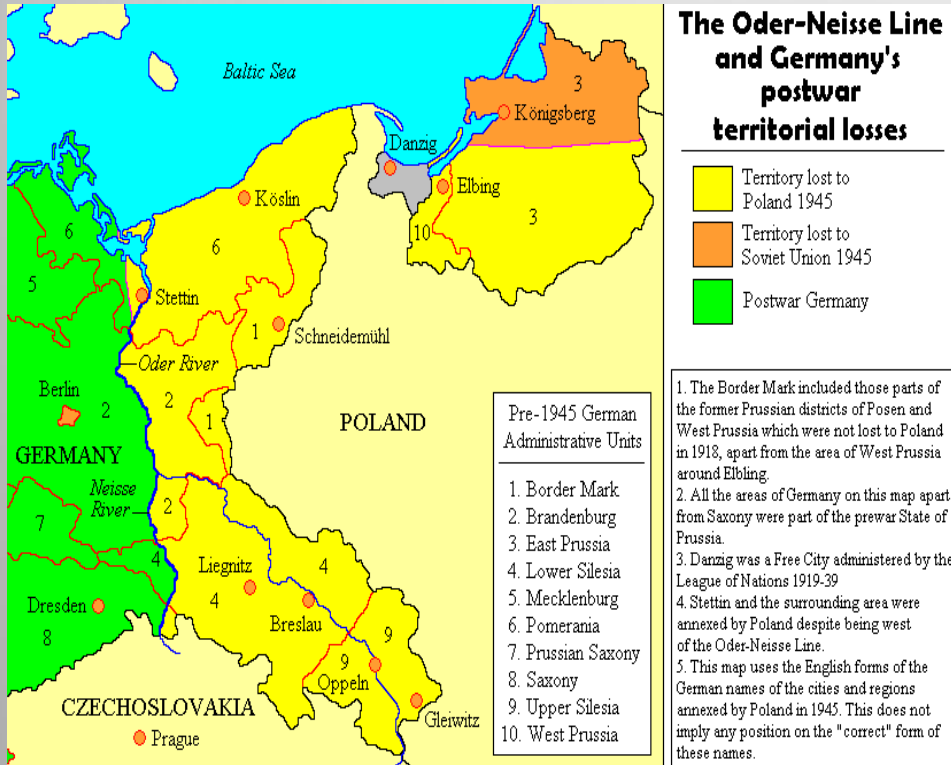 The Oder-Neisse Line
and Germany's
postwar
territorial losses
Territory lost to
Poland 1945
Territory lost to
Soviet Union 1945
Postwar Germany
1. The Border Mark included those parts of
the former Prussian districts of Posen and
West Prussia which were not lost to Poland
in 1918, apart from the area of West Prussia
around Elbling.
2. All the areas of Germany on this map apart
from Saxony were part of the prewar State of
Prussia.
3. Danzig was a Free City administered by the
League of Nations 1919-39
4. Stettin and the surrounding area were
annexed by Poland despite being west
of the Oder-Neisse Line.
5. This map uses the English forms of the
German names of the cities and regions
annexed by Poland in 1945. This does not
imply any position on the "correct" form of
these names.
Baltic Sea
3
Königsberg
Danzig
Elbing
Köslin
10
3
6
6
5
Stettin
1
Schneidemühl
Oder River
Berlin
2
2
1
POLAND
GERMANY
Neisse
River
2
7
4
Liegnitz
4
4
Dresden
Breslau
8
9
9
Oppeln
Gleiwitz
CZECHOSLOVAKIA
Prague
Pre-1945 German
Administrative Units
1. Border Mark
2. Brandenburg
3. East Prussia
4. Lower Silesia
5. Mecklenburg
6. Pomerania
7. Prussian Saxony
8. Saxony
9. Upper Silesia
10. West Prussia